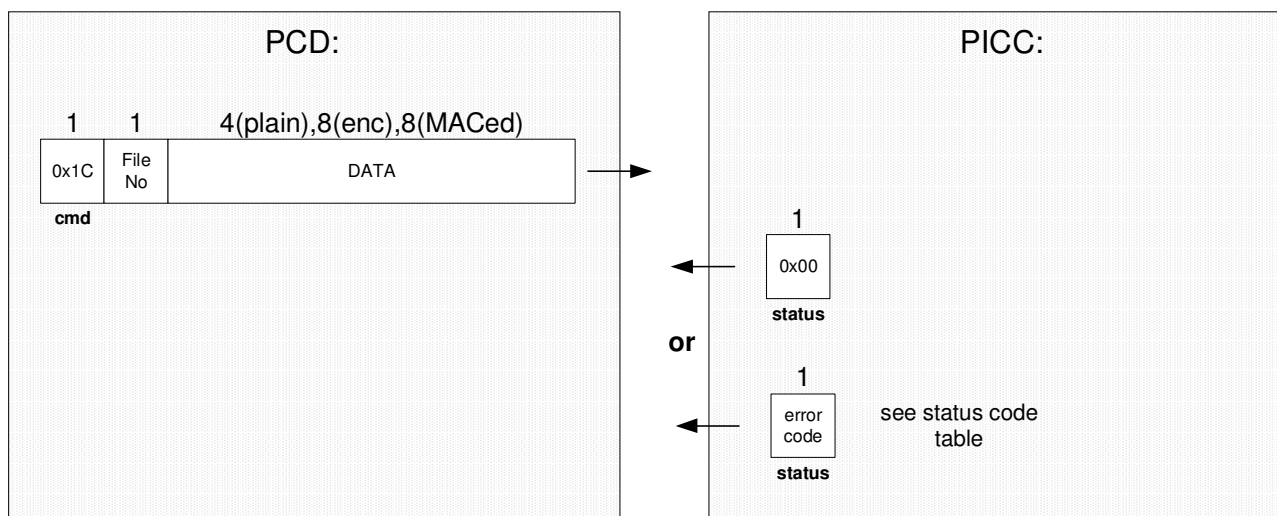 PCD:
1 1 4(plain),8(enc),8(MACed)
0x1C
File
No
DATA
cmd
PICC:
1
0x00
status
or
1
error
code
status
see status code
table